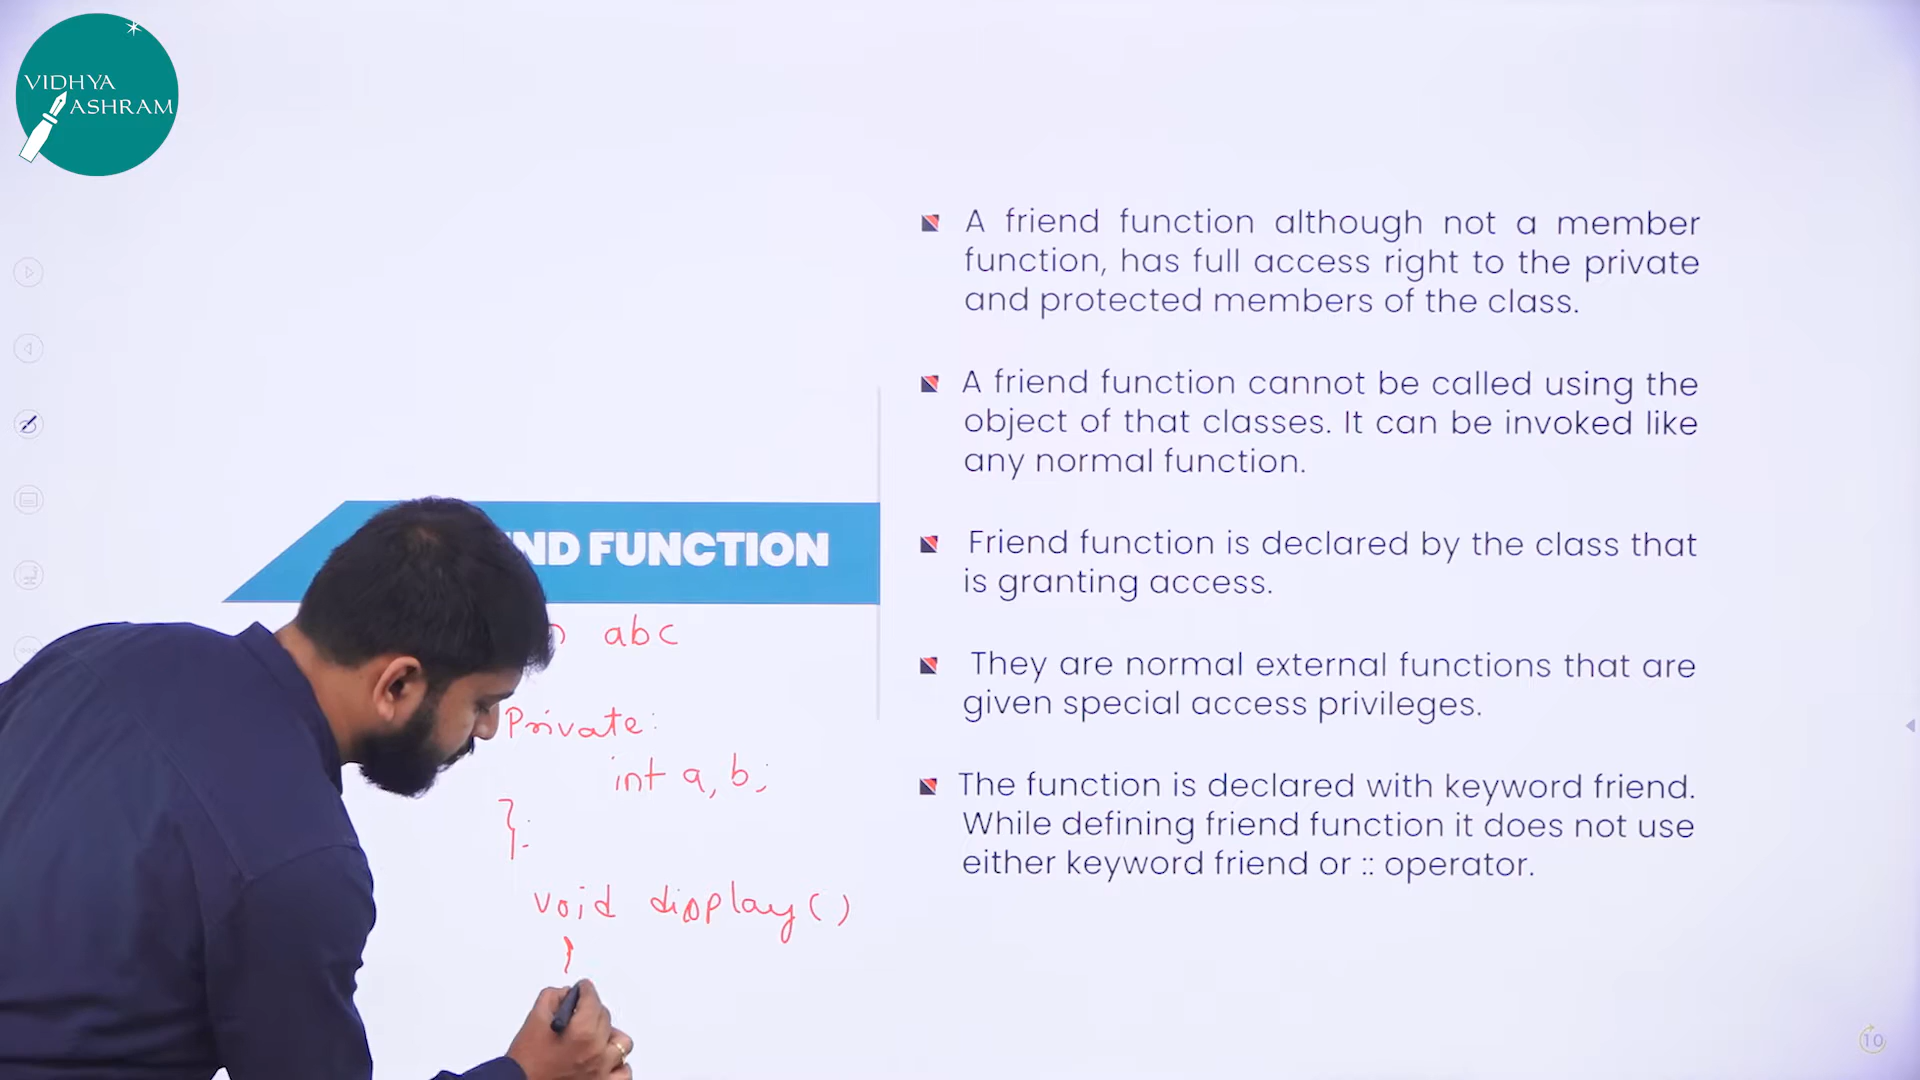 VIDHYA
ASHRAM
A friend function although not a member
function, has full access right to the private
and protected members of the class.
A friend function cannot be called using the
object of that classes. It can be invoked like
any normal function.
Friend function is declared by the class that
is granting access.
They are normal external functions that are
given special access privileges.
The function is declared with keyword friend.
While defining friend function it does not use
either keyword friend or :: operator.
FUNCTION
abc
Private:
int a, b;
};
void display()
10